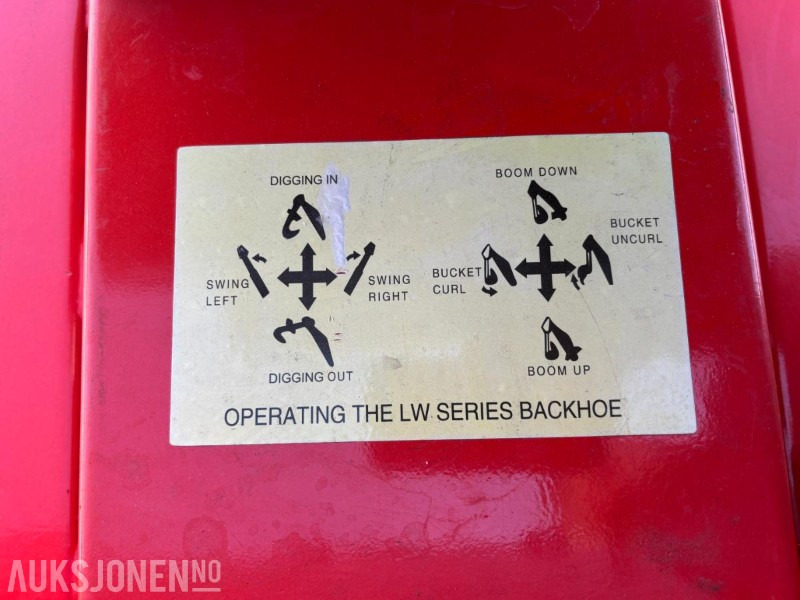 DIGGING IN
SWING
LEFT
SWING
RIGHT
DIGGING OUT
BOOM DOWN
BUCKET
CURL
BUCKET
UNCURL
BOOM UP
OPERATING THE LW SERIES BACKHOE
AUKSJONEN.NO